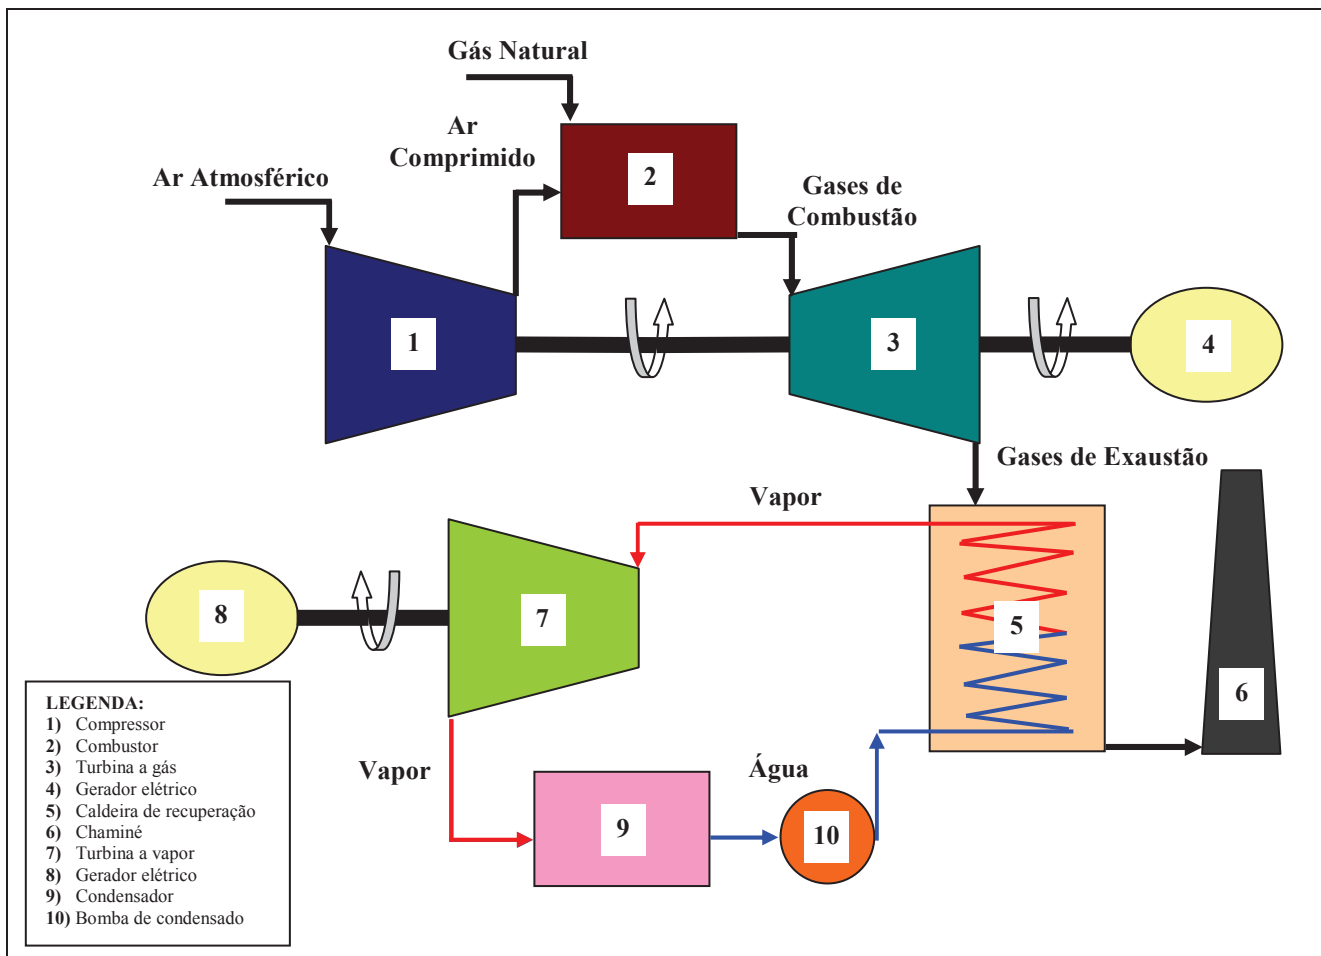 Gás Natural
Ar
Comprimido
Ar Atmosférico
2
Gases de
Combustão
1
3
4
Gases de Exaustão
Vapor
8
7
5
6
LEGENDA:
1) Compressor
2) Combustor
3) Turbina a gás
4) Gerador elétrico
5) Caldeira de recuperação
6) Chaminé
7) Turbina a vapor
8) Gerador elétrico
9) Condensador
10) Bomba de condensado
Vapor
Água
9
10